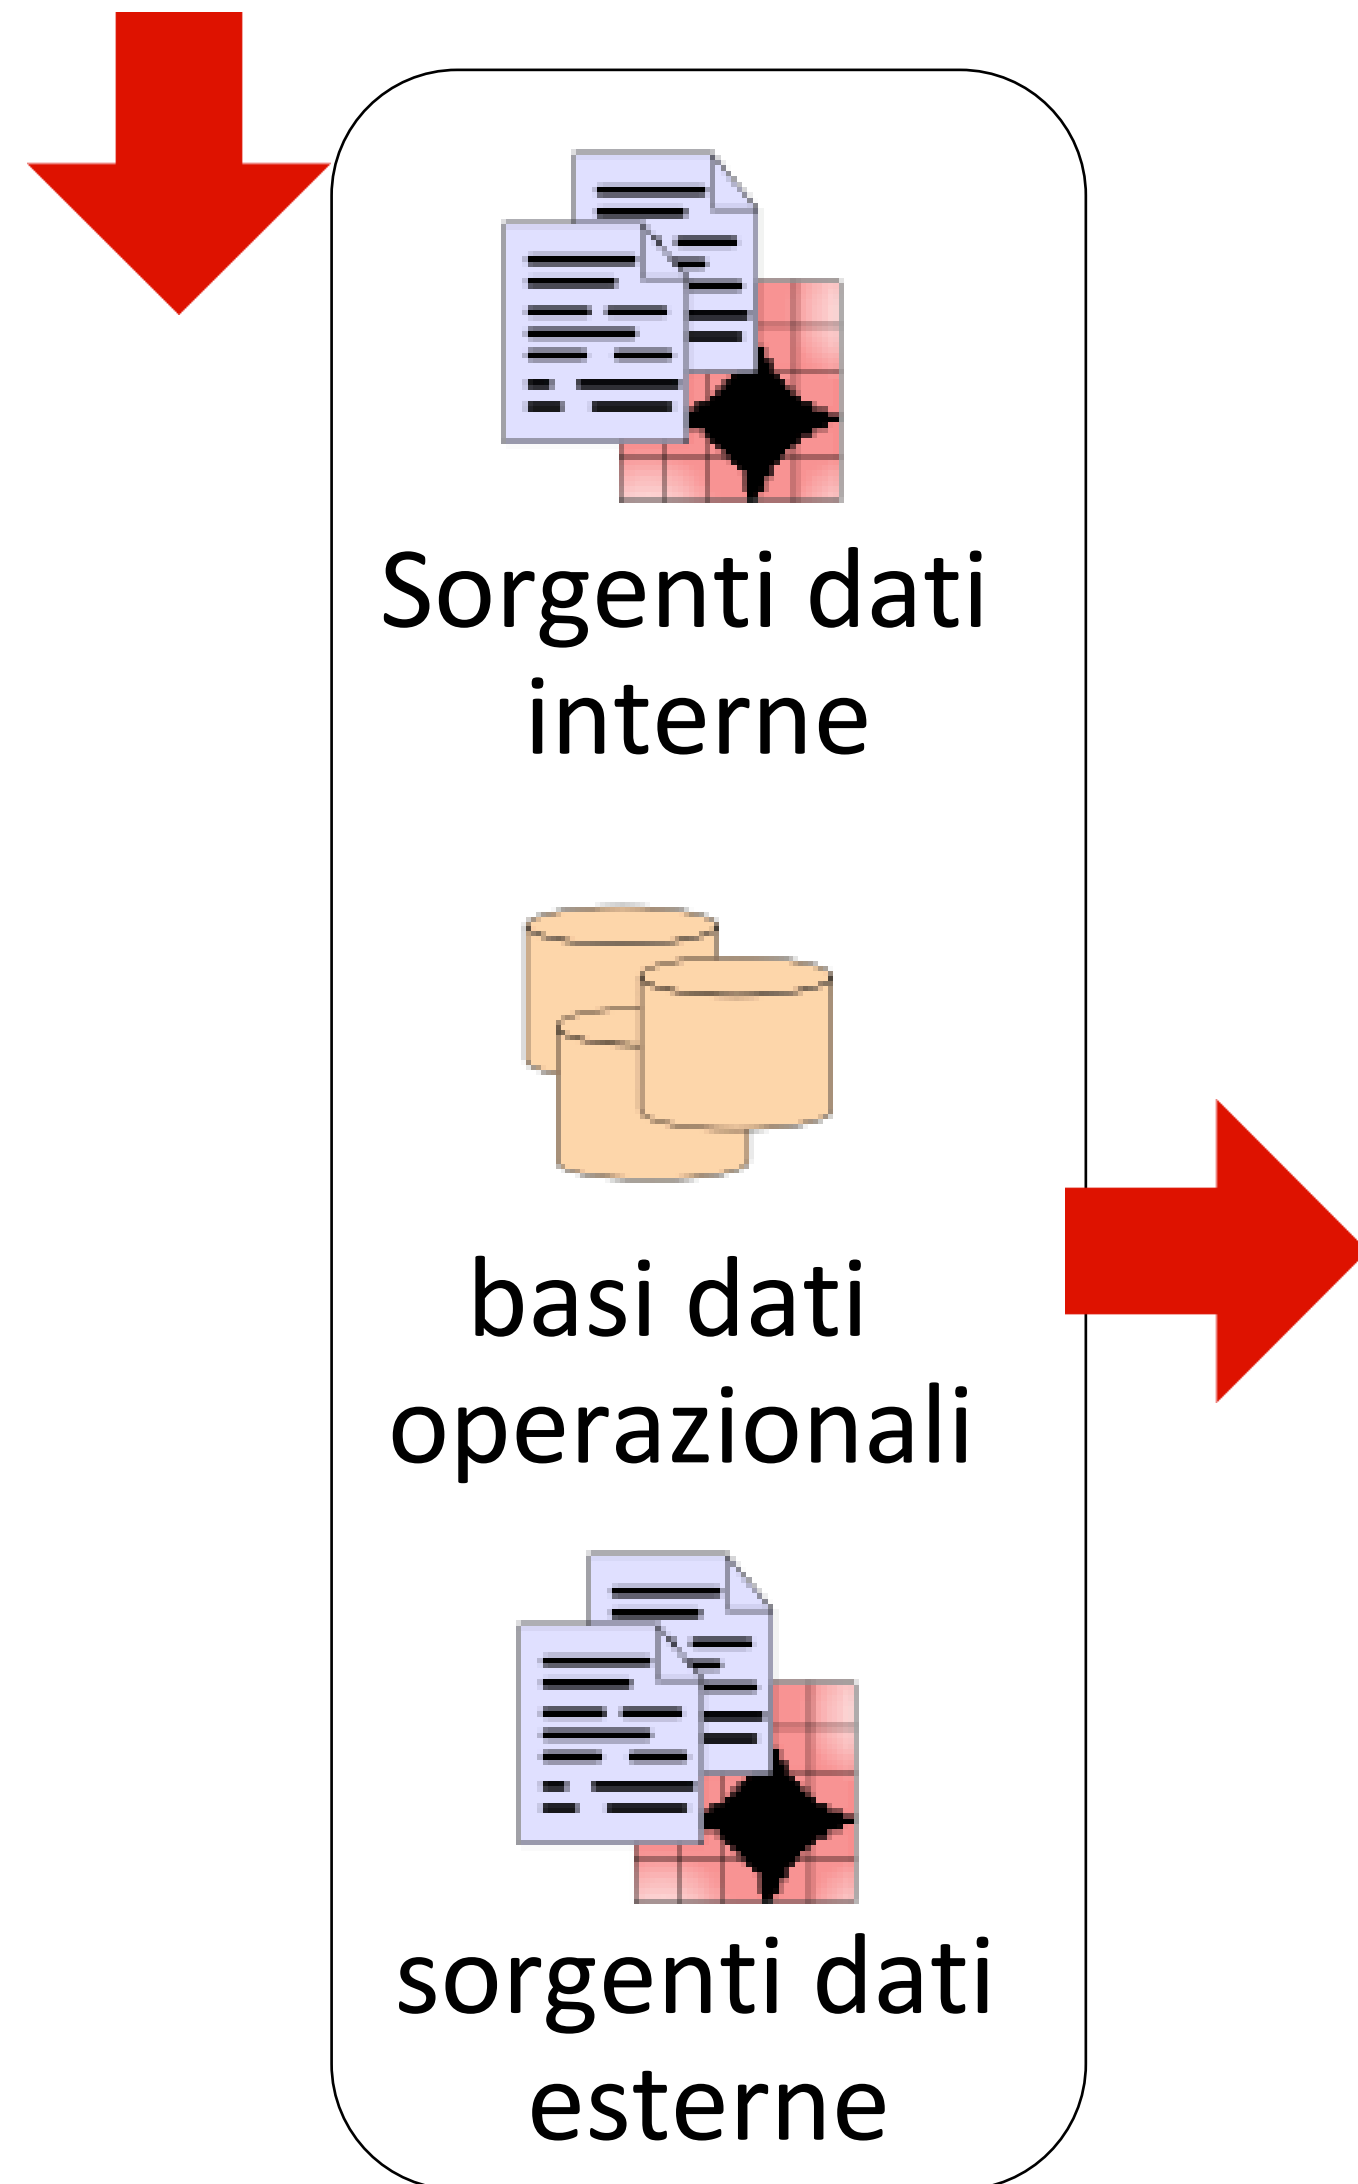 Sorgenti dati
interne
basi dati
operazionali
sorgenti dati
esterne